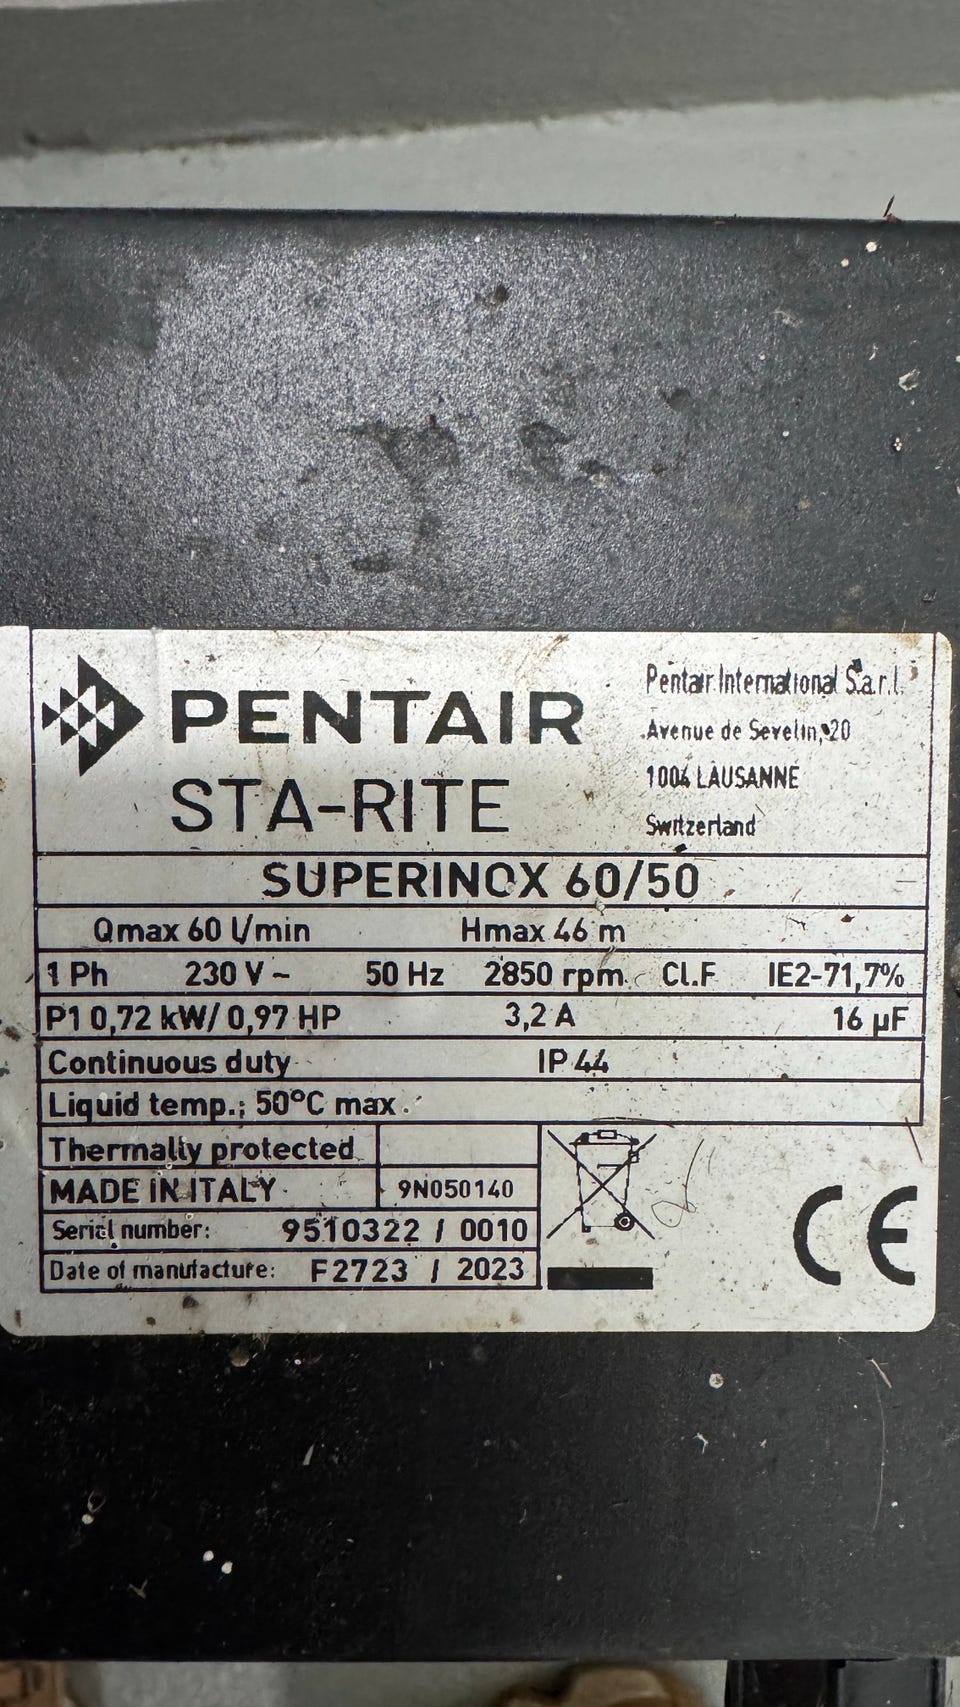 PENTAIR
STA-RITE
Pentair International S.a.r.l.
Avenue de Sevelin, 20
1004 LAUSANNE
Switzerland
SUPERINOX 60/50
Qmax 60 l/min Hmax 46 m
1 Ph 230 V ~ 50 Hz 2850 rpm Cl.F IE2-71,7%
P1 0,72 kW/ 0,97 HP 3,2 A 16 µF
Continuous duty IP 44
Liquid temp.: 50°C max
Thermally protected
MADE IN ITALY 9N050140
Serial number: 9510322 / 0010
Date of manufacture: F2723 / 2023
CE